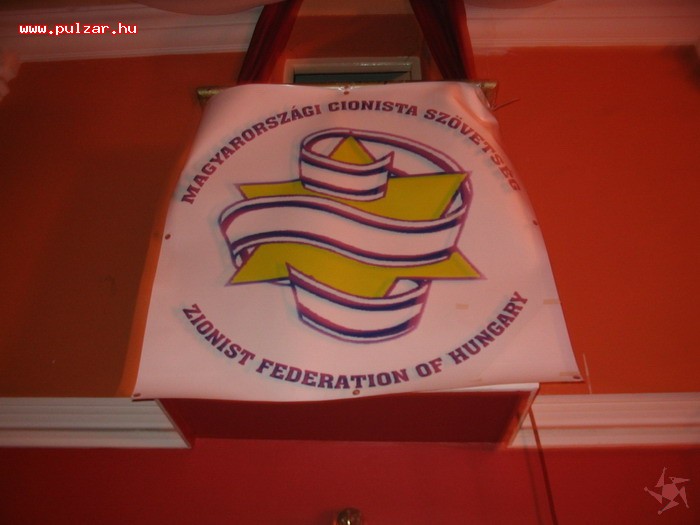 www.pulzar.hu
MAGYARORSZÁGI CIONISTA SZÖVETSÉG
ZIONIST FEDERATION OF HUNGARY